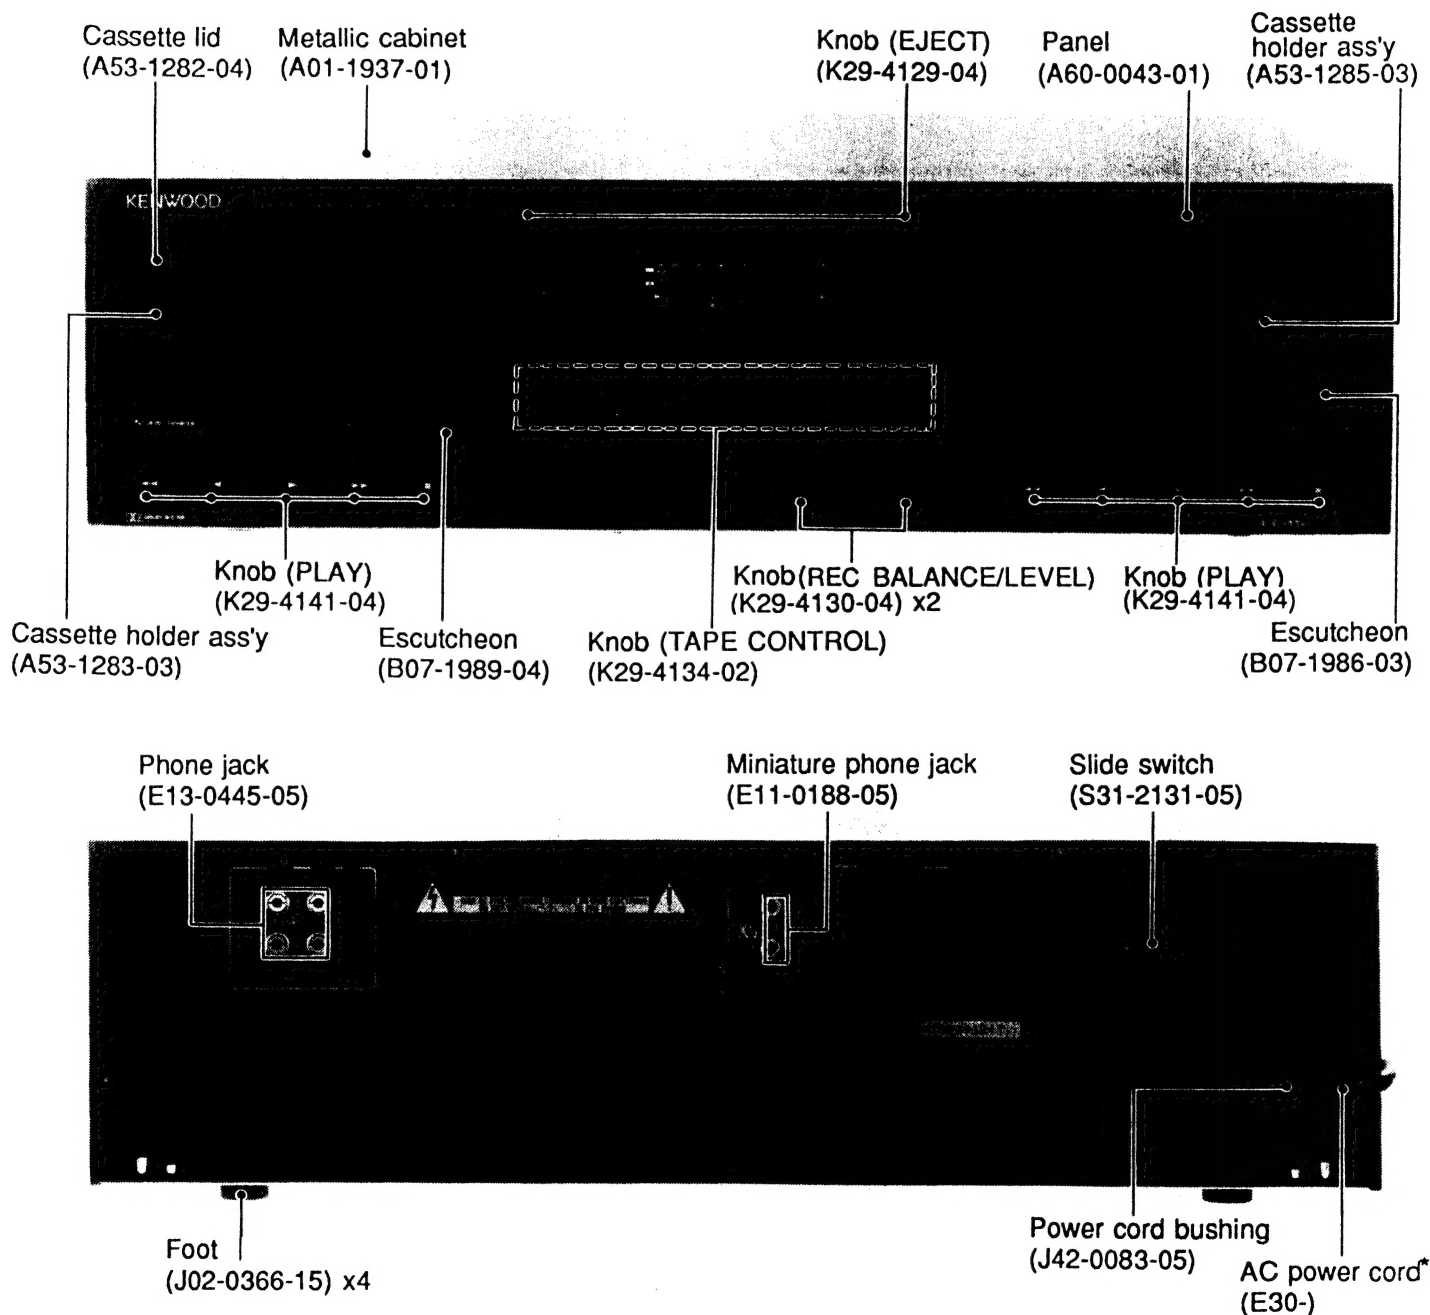 Cassette lid
(A53-1282-04)
Metallic cabinet
(A01-1937-01)
Knob (EJECT)
(K29-4129-04)
Panel
(A60-0043-01)
Cassette
holder ass'y
(A53-1285-03)
KENWOOD
Knob (PLAY)
(K29-4141-04)
Knob(REC BALANCE/LEVEL)
(K29-4130-04) x2
Knob (PLAY)
(K29-4141-04)
Cassette holder ass'y
(A53-1283-03)
Escutcheon
(B07-1989-04)
Knob (TAPE CONTROL)
(K29-4134-02)
Escutcheon
(B07-1986-03)
Phone jack
(E13-0445-05)
Miniature phone jack
(E11-0188-05)
Slide switch
(S31-2131-05)
Foot
(J02-0366-15) x4
Power cord bushing
(J42-0083-05)
AC power cord*
(E30-)